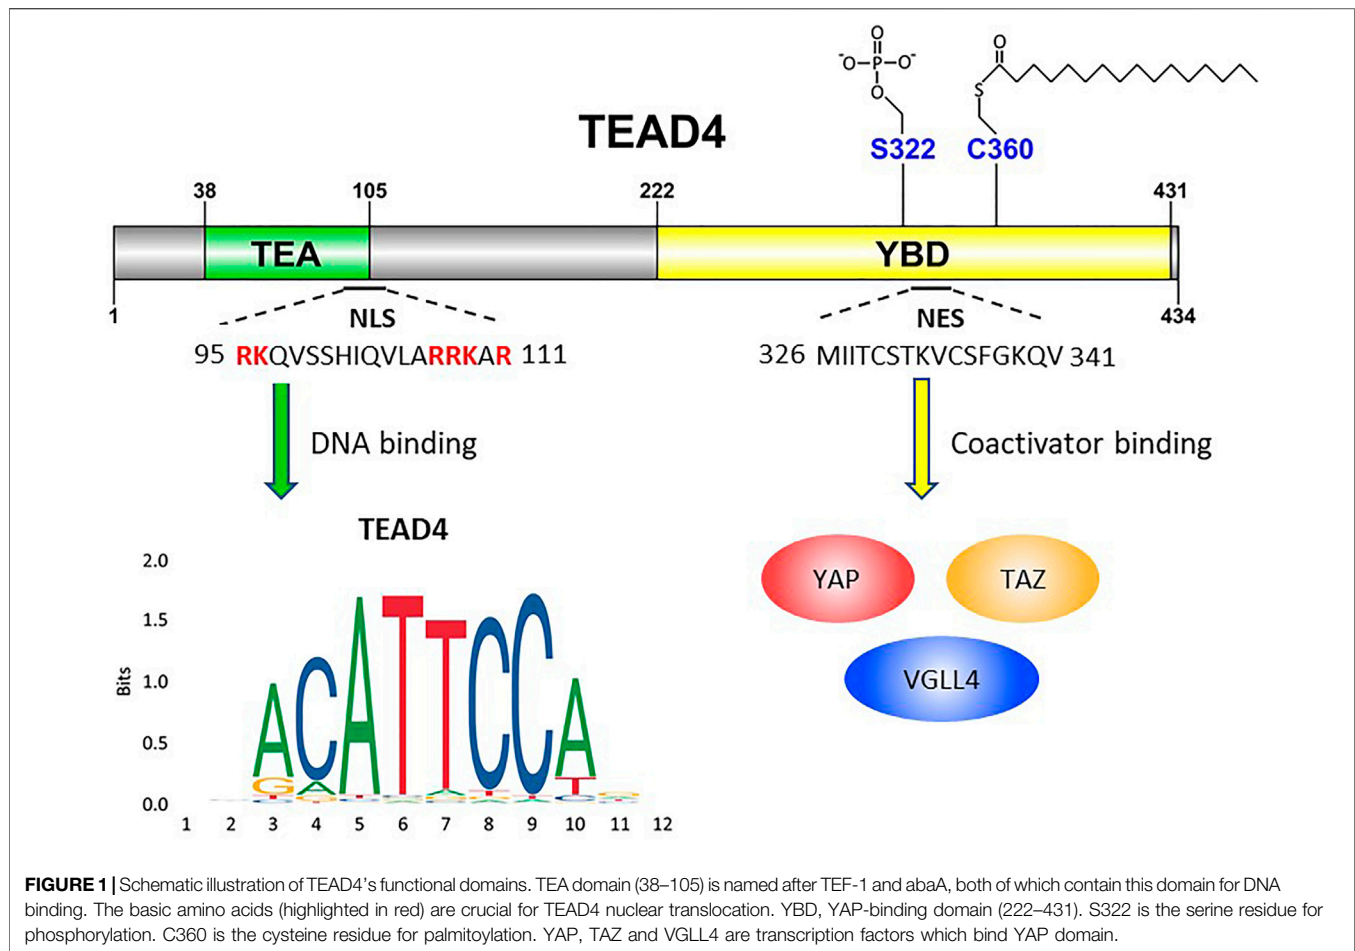 O
-O-P-O-
O
O
S
TEAD4
S322 C360
38 105 222 431
TEA YBD
1 NLS NES 434
95 RKQVSSHIQVLARRKAR 111 326 MIITCSTKVCSFGKQV 341
DNA binding Coactivator binding
TEAD4
YAP TAZ
VGLL4
2.0
1.5
1.0
0.5
0.0
Bits
ACATTCCA
G A T
1 2 3 4 5 6 7 8 9 10 11 12
FIGURE 1 | Schematic illustration of TEAD4's functional domains. TEA domain (38–105) is named after TEF-1 and abaA, both of which contain this domain for DNA
binding. The basic amino acids (highlighted in red) are crucial for TEAD4 nuclear translocation. YBD, YAP-binding domain (222–431). S322 is the serine residue for
phosphorylation. C360 is the cysteine residue for palmitoylation. YAP, TAZ and VGLL4 are transcription factors which bind YAP domain.